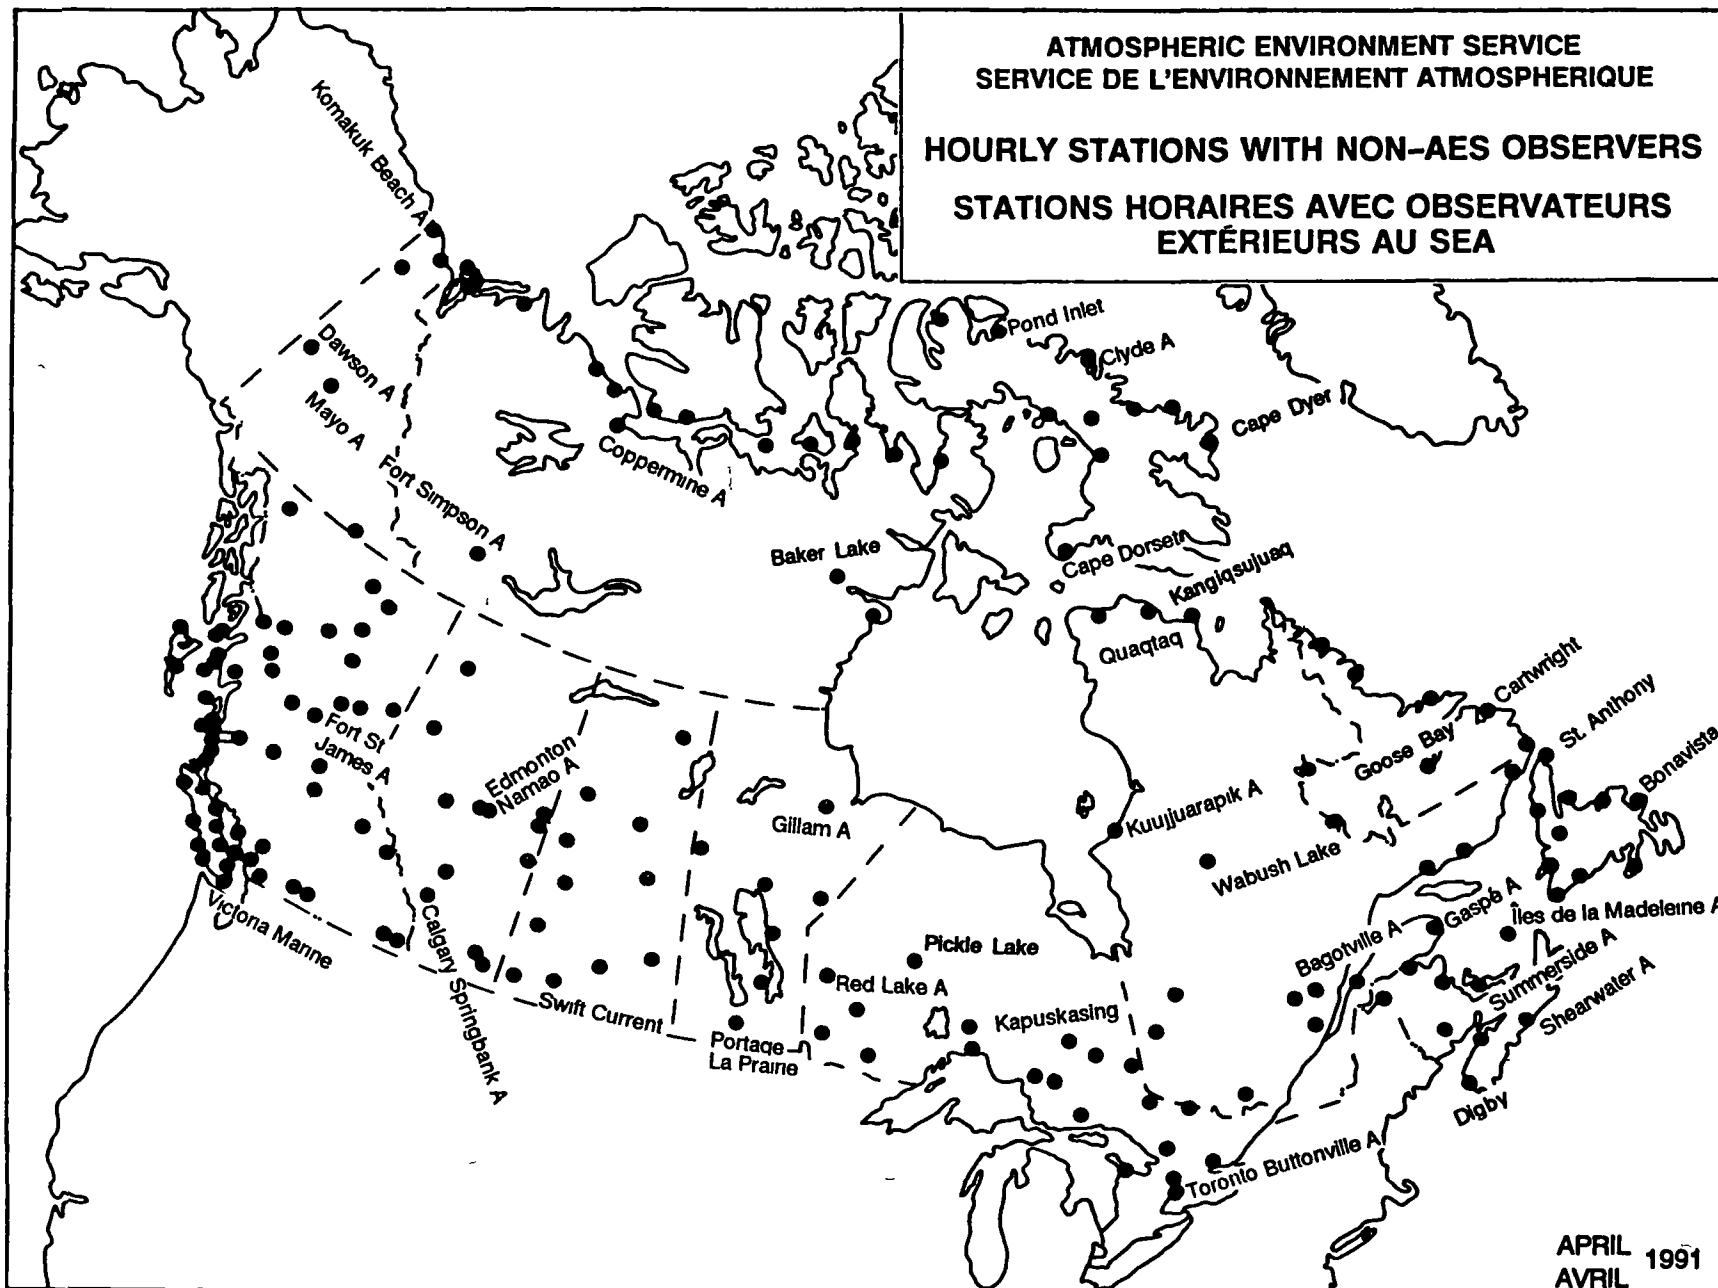 ATMOSPHERIC ENVIRONMENT SERVICE
SERVICE DE L'ENVIRONNEMENT ATMOSPHERIQUE
HOURLY STATIONS WITH NON-AES OBSERVERS
STATIONS HORAIRES AVEC OBSERVATEURS
EXTÉRIEURS AU SEA
Komakuk Beach A
Dawson A
Mayo A
Fort Simpson A
Coppermine A
Pond Inlet
Clyde A
Cape Dyer
Baker Lake
Cape Dorset
Kangiqsujuaq
Quaqtaq
Cartwright
St. Anthony
Goose Bay
Bonavista
Fort St
James A
Edmonton
Namao A
Gillam A
Kuujjuarapik A
Wabush Lake
Victoria Marine
Calgary Springbank A
Swift Current
Portage
La Prairie
Pickle Lake
Red Lake A
Kapuskasing
Bagotville A
Gaspé A
Îles de la Madeleine A
Summerside A
Shearwater A
Digby
Toronto Buttonville A
APRIL
AVRIL 1991